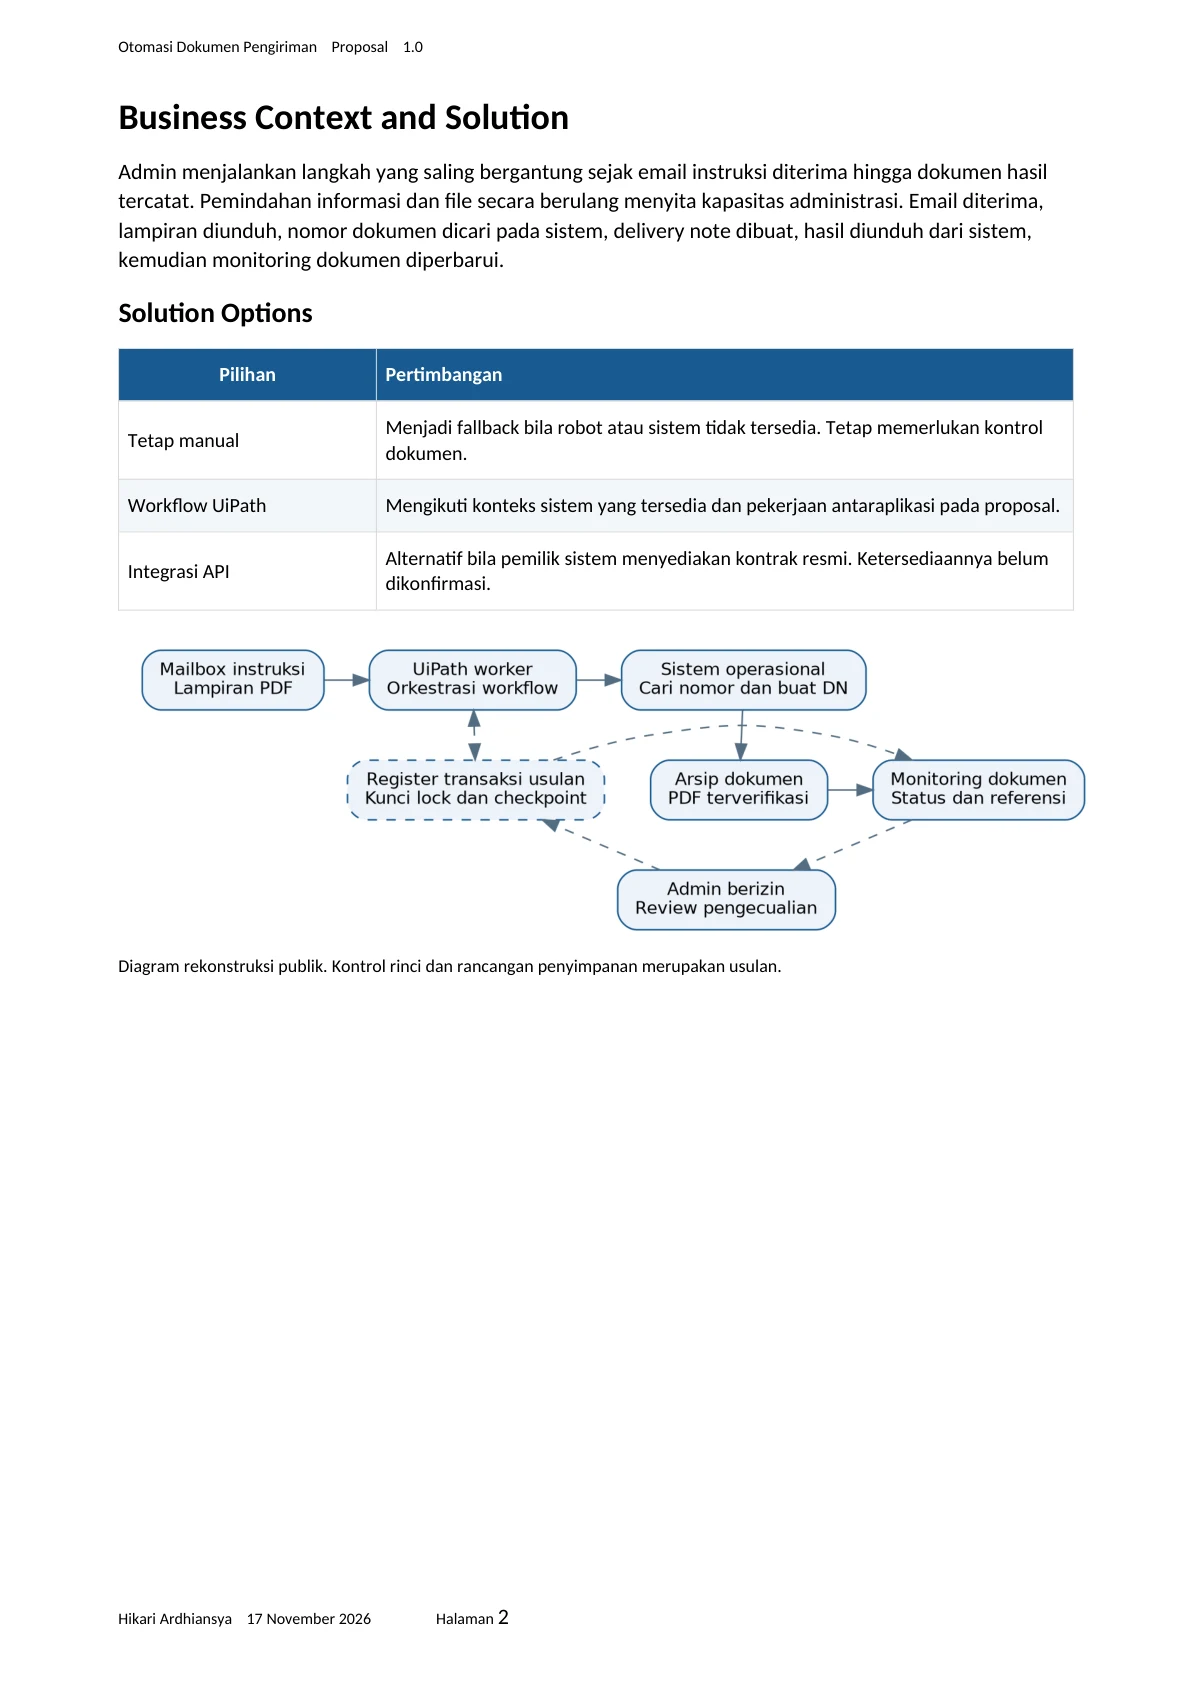 Otomasi Dokumen Pengiriman Proposal 1.0
Business Context and Solution
Admin menjalankan langkah yang saling bergantung sejak email instruksi diterima hingga dokumen hasil
tercatat. Pemindahan informasi dan file secara berulang menyita kapasitas administrasi. Email diterima,
lampiran diunduh, nomor dokumen dicari pada sistem, delivery note dibuat, hasil diunduh dari sistem,
kemudian monitoring dokumen diperbarui.
Solution Options
Pilihan Pertimbangan
Tetap manual
Menjadi fallback bila robot atau sistem tidak tersedia. Tetap memerlukan kontrol
dokumen.
Workflow UiPath
Mengikuti konteks sistem yang tersedia dan pekerjaan antaraplikasi pada proposal.
Integrasi API
Alternatif bila pemilik sistem menyediakan kontrak resmi. Ketersediaannya belum
dikonfirmasi.
Mailbox instruksi
Lampiran PDF
UiPath worker
Orkestrasi workflow
Sistem operasional
Cari nomor dan buat DN
Register transaksi usulan
Kunci lock dan checkpoint
Arsip dokumen
PDF terverifikasi
Monitoring dokumen
Status dan referensi
Admin berizin
Review pengecualian
Diagram rekonstruksi publik. Kontrol rinci dan rancangan penyimpanan merupakan usulan.
Hikari Ardhiansya 17 November 2026 Halaman 2